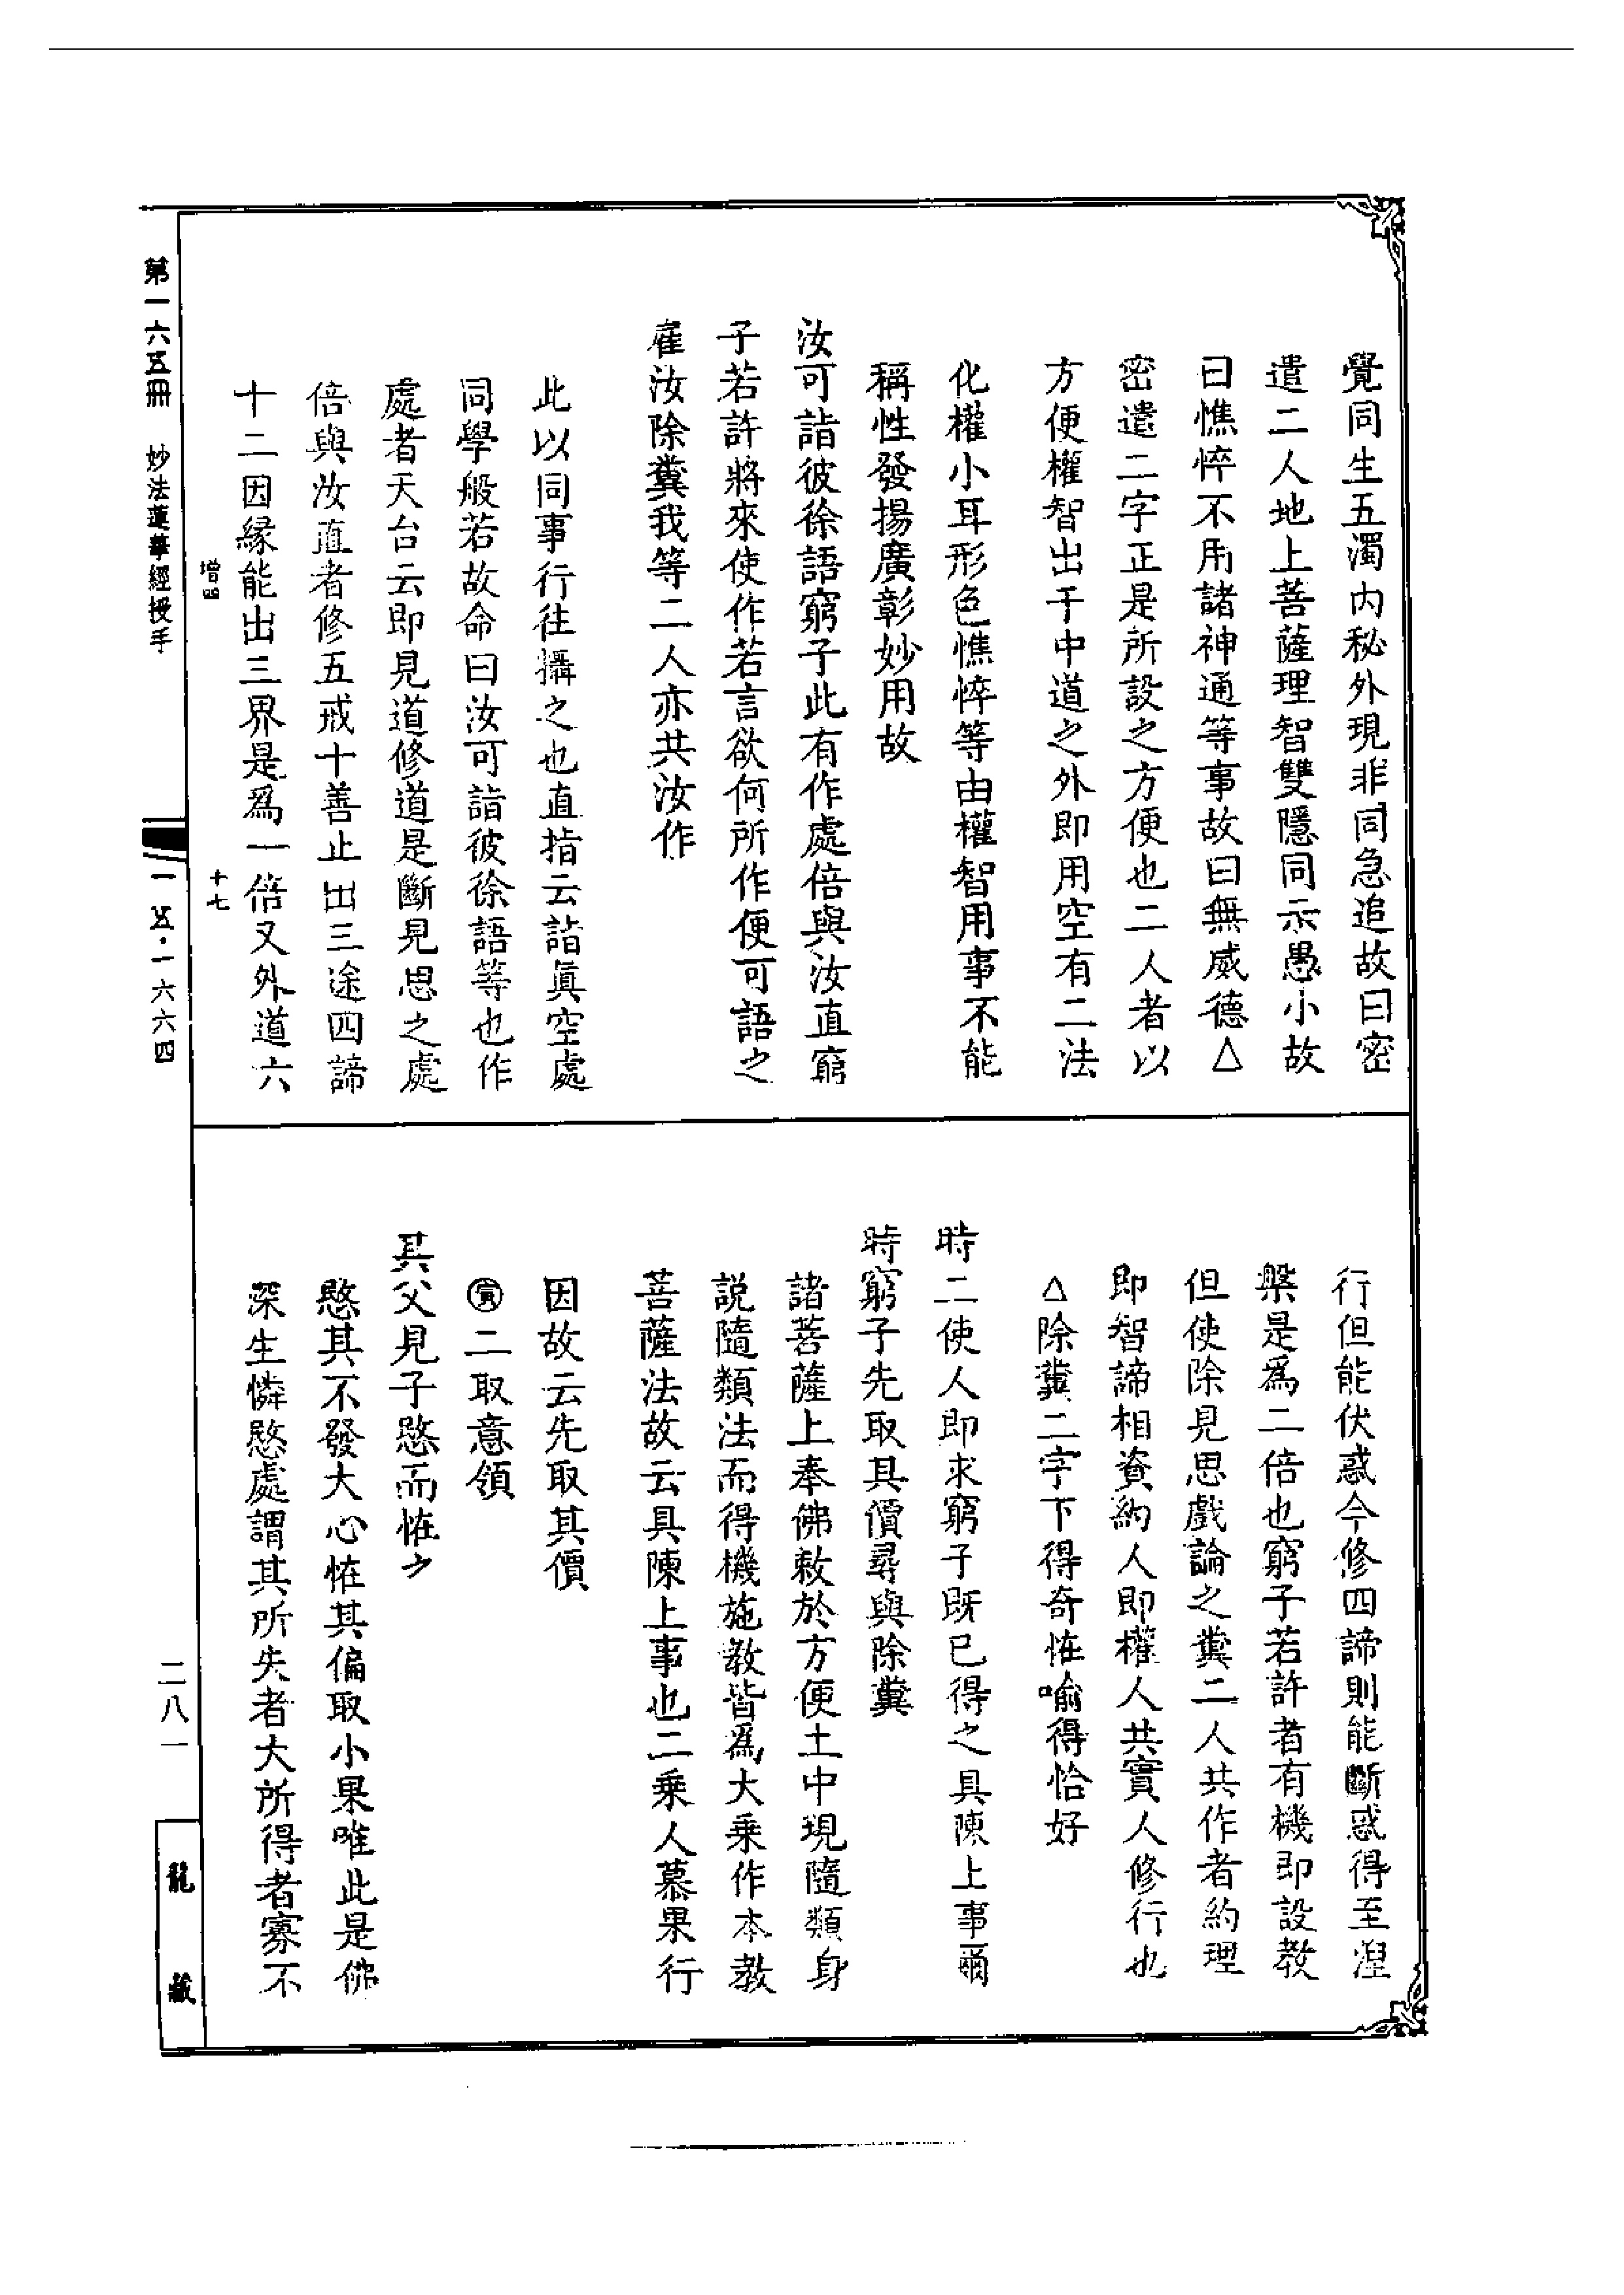 覺同生五濁内秘外現非同急追故曰密
遣二人地上菩薩理智雙隱同示愚小故
曰憔悴不用諸神通等事故曰無威德△
密遣二字正是所設之方便也二人者以
方便權智出于中道之外即用空有二法
化權小耳形色憔悴等由權智用事不能
稱性發揚廣彰妙用故
汝可詣彼徐語窮子此有作處倍與汝直窮
子若許將來使作若言欲何所作便可語之
雇汝除糞我等二人亦共汝作
此以同事行往攝之也直指云詣眞空處
同學般若故命曰汝可詣彼徐語等也作
處者天台云即見道修道是斷見思之處
倍與汝直者修五戒十善止出三途四諦
十二因緣能出三界是爲一倍又外道六
行但能伏惑今修四諦則能斷惑得至涅
槃是爲二倍也窮子若許者有機即設教
但使除見思戲論之糞二人共作者約理
即智諦相資約人即權人共實人修行也
△除糞二字下得奇恠喻得恰好
時二使人即求窮子既已得之具陳上事爾
時窮子先取其價尋與除糞
諸菩薩上奉佛敕於方便土中現隨類身
説隨類法而得機施教皆爲大乘作本教
菩薩法故云具陳上事也二乘人慕果行
因故云先取其價
㊞二取意領
其父見子愍而恠之
愍其不發大心恠其偏取小果唯此是佛
深生憐愍處謂其所失者大所得者寡不
增四
十七
第一六五冊 妙法蓮華經授手
一五·一六六四
二八一
龍藏